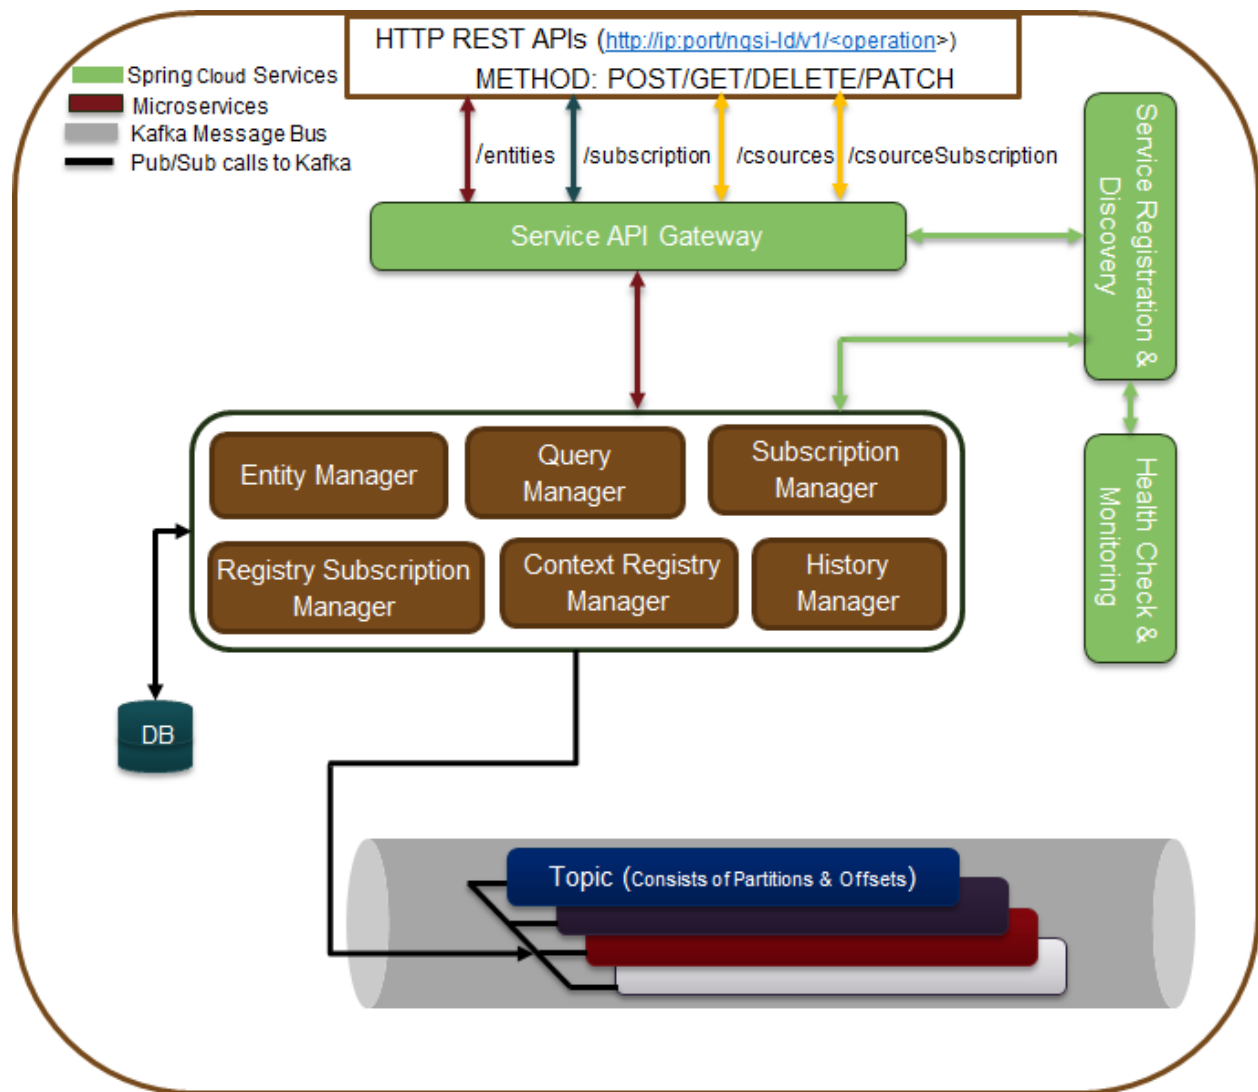 HTTP REST APIs (http://ip:port/ngsi-ld/v1/<operation>)
METHOD: POST/GET/DELETE/PATCH
Spring Cloud Services
Microservices
Kafka Message Bus
Pub/Sub calls to Kafka
/entities
/subscription
/csources
/csourceSubscription
Service API Gateway
Service Registration &
Discovery
Entity Manager
Query
Manager
Subscription
Manager
Registry Subscription
Manager
Context Registry
Manager
History
Manager
Health Check &
Monitoring
DB
Topic (Consists of Partitions & Offsets)